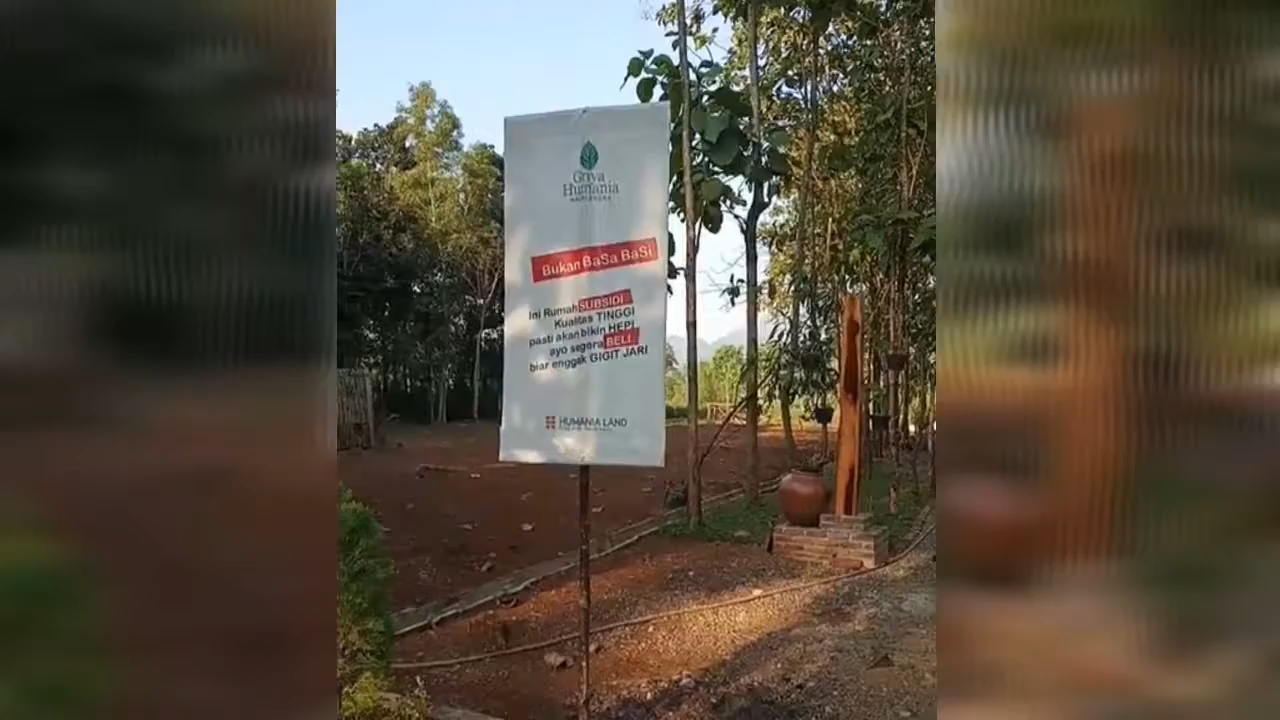 Griya
Humania
Bukan BaSa BaSi
Ini Rumah SUBSIDI
Kualitas TINGGI
pasti akan bikin HEPI
ayo segera BELI
biar enggak GIGIT JARI
HUMANIA LAND